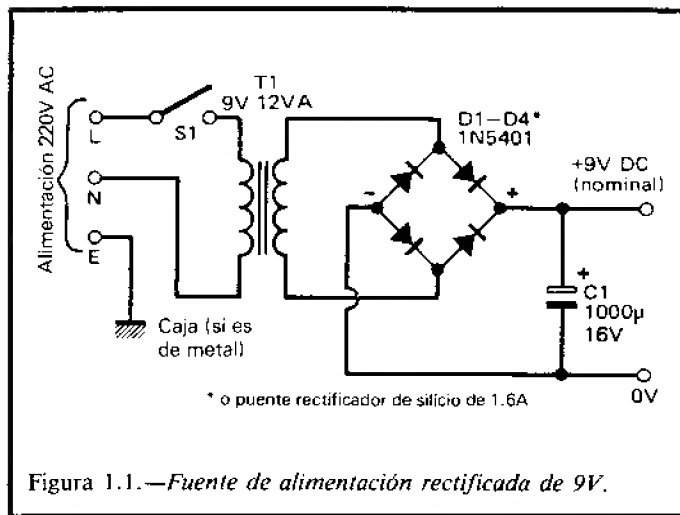 Alimentación 220V AC
L
N
E
S1
T1
9V 12VA
D1–D4*
1N5401
-
+
+9V DC
(nominal)
+
C1
1000µ
16V
0V
Caja (si es
de metal)
* o puente rectificador de silício de 1.6A
Figura 1.1.—Fuente de alimentación rectificada de 9V.